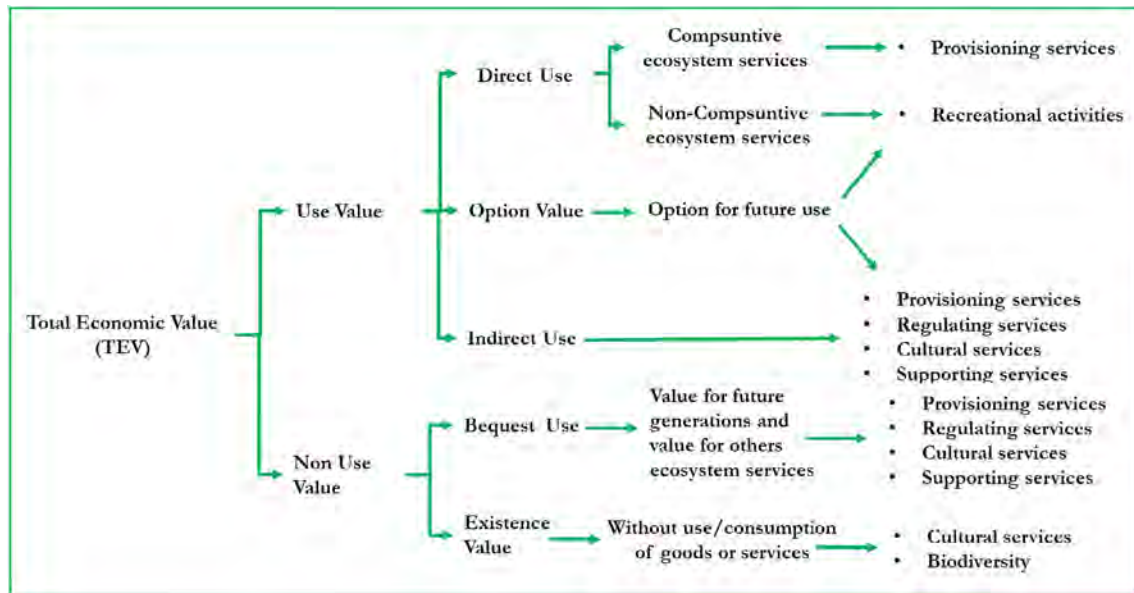 Compsuntive
ecosystem services
• Provisioning services
Direct Use
Non-Compsuntive
ecosystem services
• Recreational activities
Use Value
Option Value
Option for future use
Total Economic Value
(TEV)
Indirect Use
▪ Provisioning services
▪ Regulating services
▪ Cultural services
▪ Supporting services
Bequest Use
Value for future
generations and
value for others
ecosystem services
• Provisioning services
• Regulating services
• Cultural services
• Supporting services
Non Use
Value
Existence
Value
Without use/consumption
of goods or services
• Cultural services
• Biodiversity